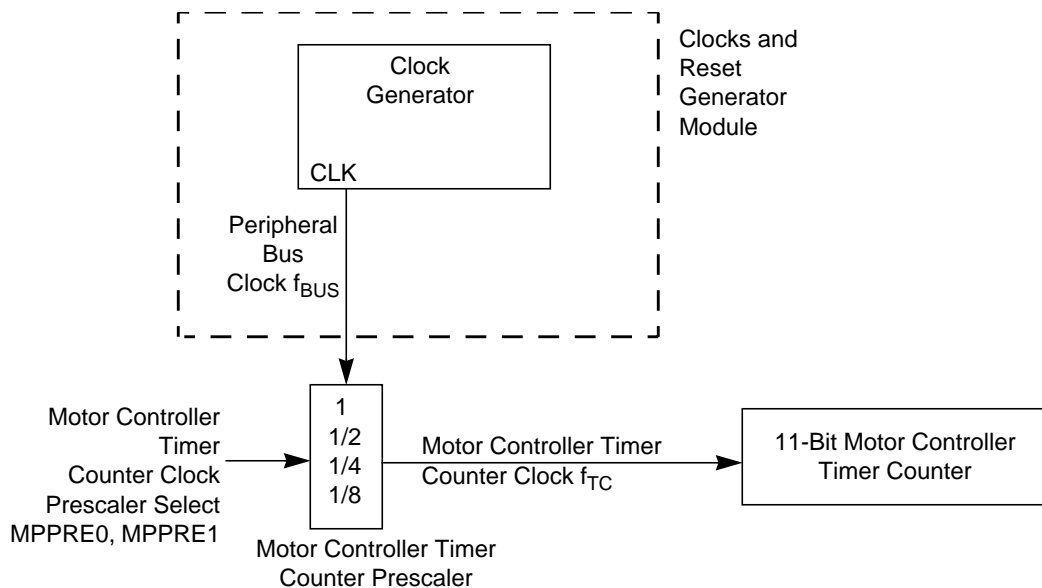 Clocks and
Reset
Generator
Module
Clock
Generator
CLK
Peripheral
Bus
Clock fBUS
Motor Controller
Timer
Counter Clock
Prescaler Select
MPPRE0, MPPRE1
1
1/2
1/4
1/8
Motor Controller Timer
Counter Clock fTC
11-Bit Motor Controller
Timer Counter
Motor Controller Timer
Counter Prescaler